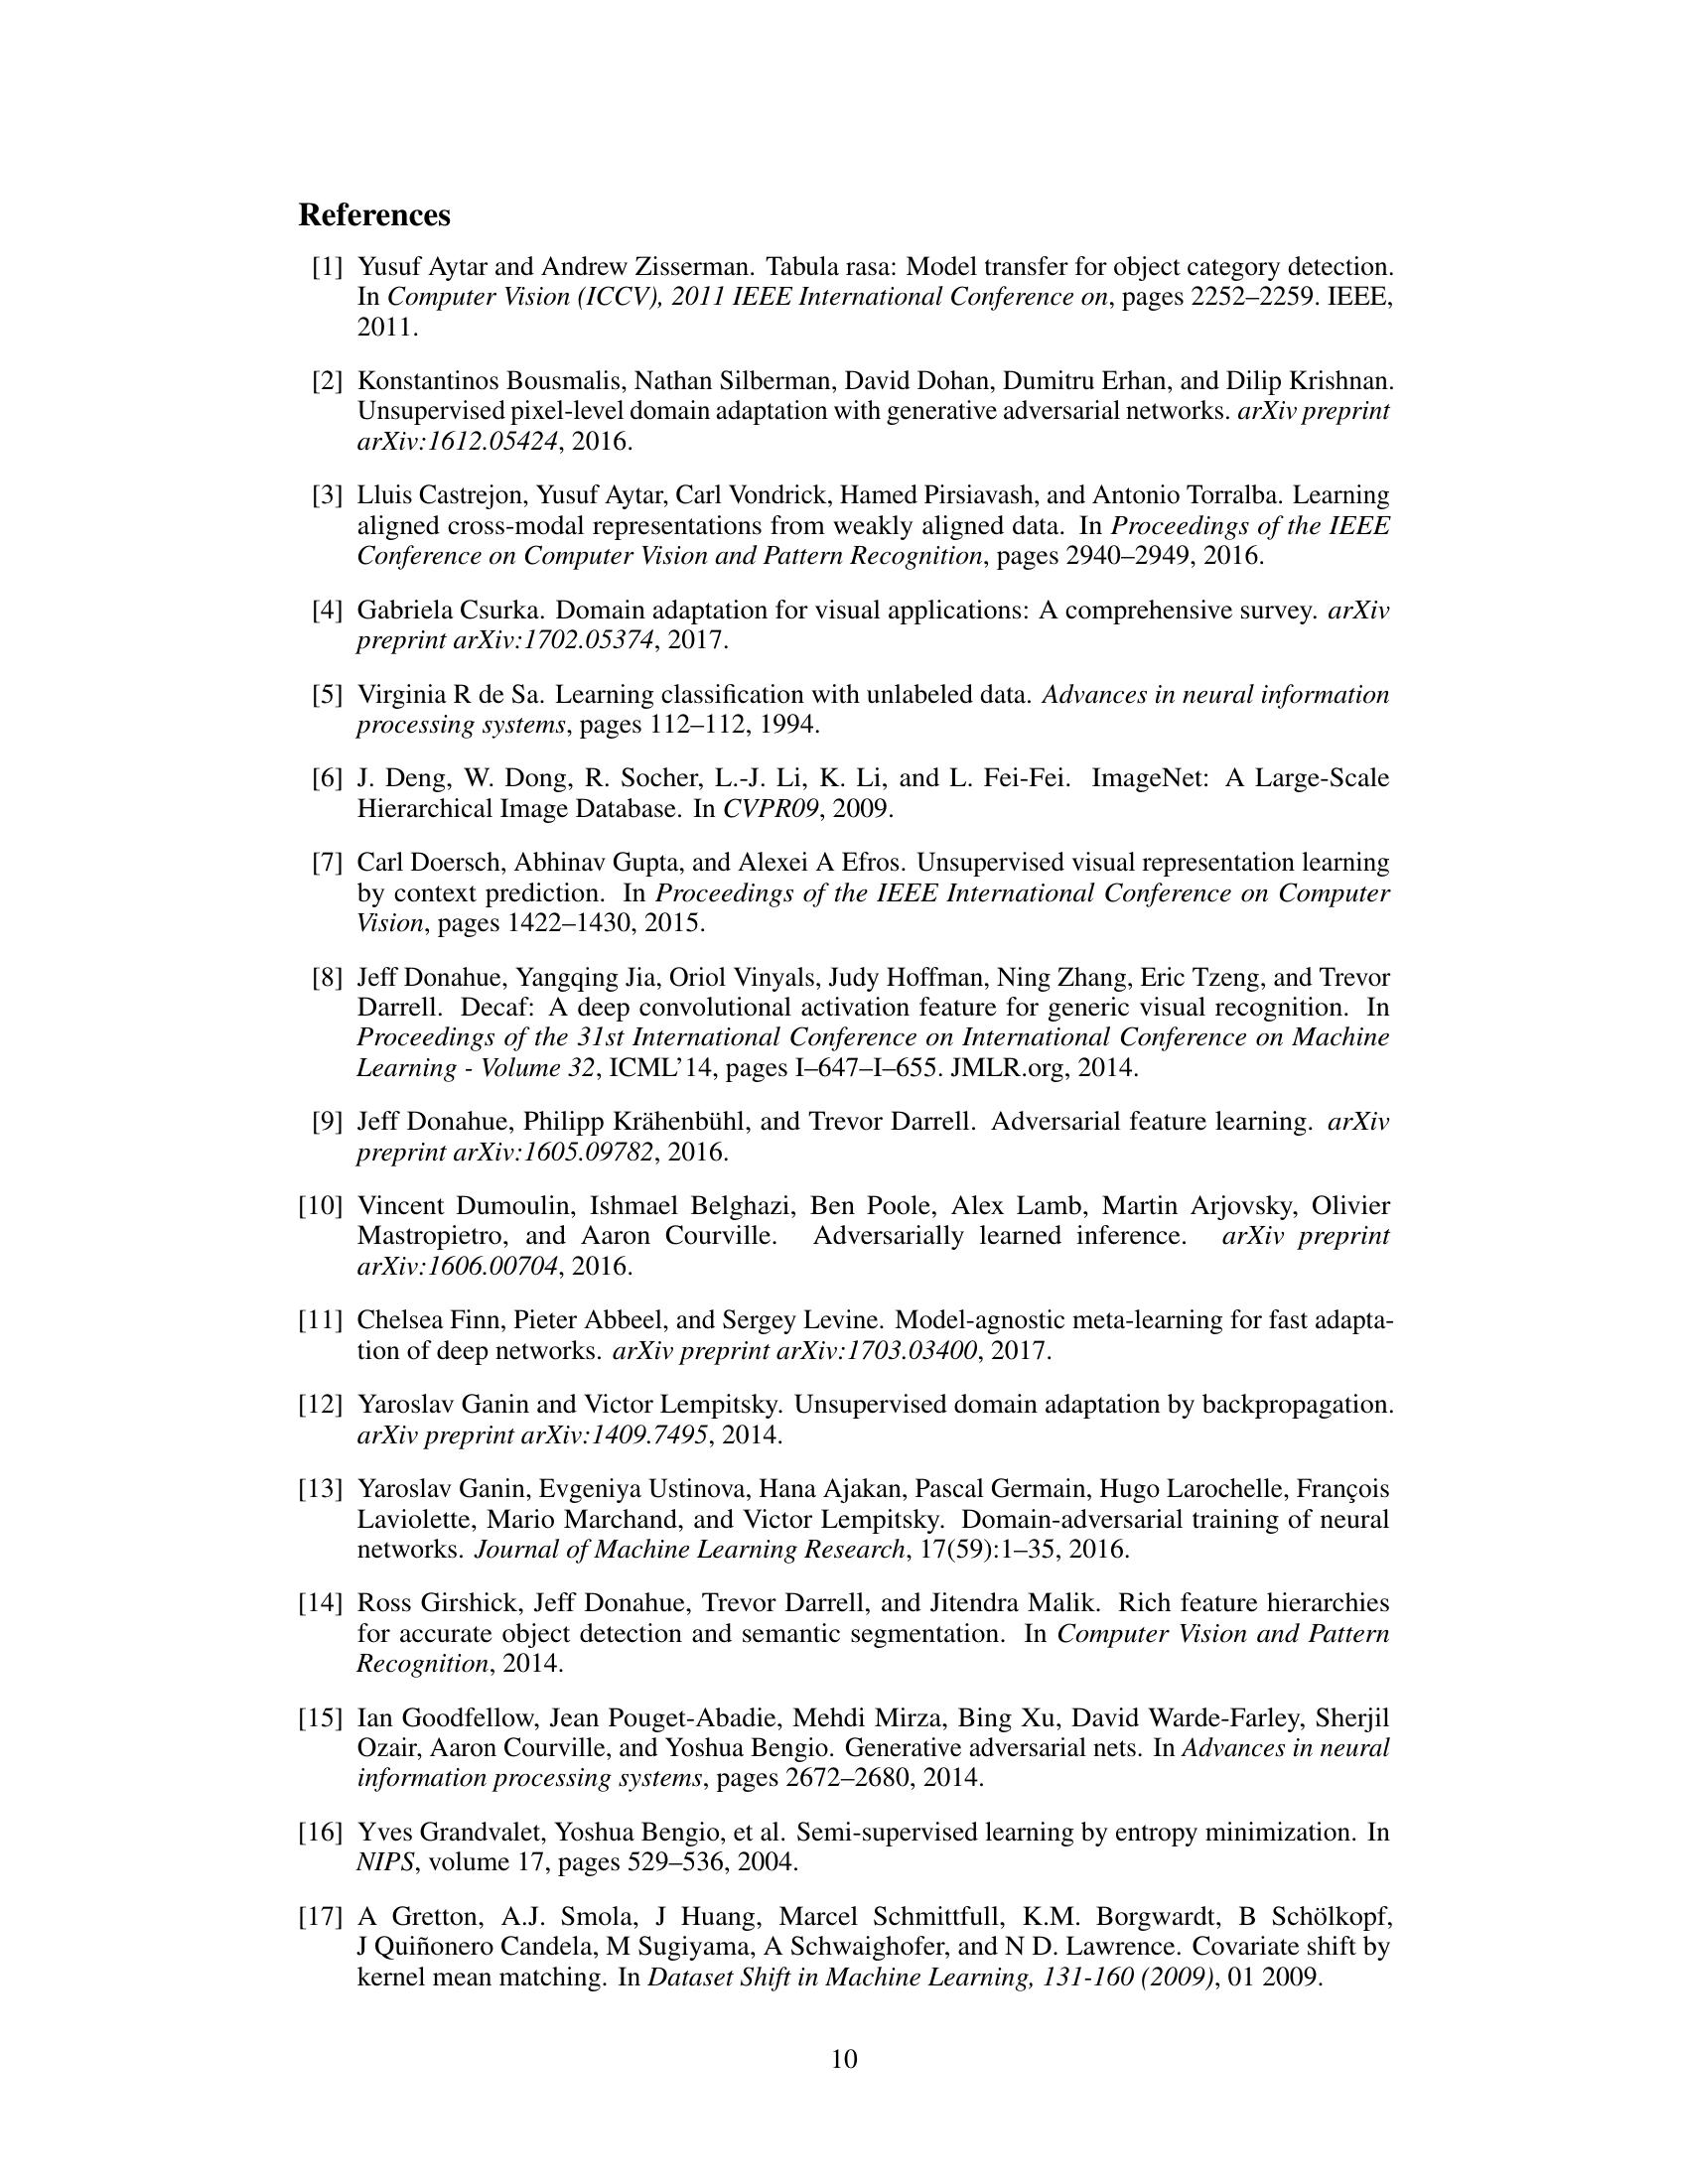 References
[1] Yusuf Aytar and Andrew Zisserman. Tabula rasa: Model transfer for object category detection.
In Computer Vision (ICCV), 2011 IEEE International Conference on, pages 2252–2259. IEEE,
2011.
[2] Konstantinos Bousmalis, Nathan Silberman, David Dohan, Dumitru Erhan, and Dilip Krishnan.
Unsupervised pixel-level domain adaptation with generative adversarial networks. arXiv preprint
arXiv:1612.05424, 2016.
[3] Lluis Castrejon, Yusuf Aytar, Carl Vondrick, Hamed Pirsiavash, and Antonio Torralba. Learning
aligned cross-modal representations from weakly aligned data. In Proceedings of the IEEE
Conference on Computer Vision and Pattern Recognition, pages 2940–2949, 2016.
[4] Gabriela Csurka. Domain adaptation for visual applications: A comprehensive survey. arXiv
preprint arXiv:1702.05374, 2017.
[5] Virginia R de Sa. Learning classification with unlabeled data. Advances in neural information
processing systems, pages 112–112, 1994.
[6] J. Deng, W. Dong, R. Socher, L.-J. Li, K. Li, and L. Fei-Fei. ImageNet: A Large-Scale
Hierarchical Image Database. In CVPR09, 2009.
[7] Carl Doersch, Abhinav Gupta, and Alexei A Efros. Unsupervised visual representation learning
by context prediction. In Proceedings of the IEEE International Conference on Computer
Vision, pages 1422–1430, 2015.
[8] Jeff Donahue, Yangqing Jia, Oriol Vinyals, Judy Hoffman, Ning Zhang, Eric Tzeng, and Trevor
Darrell. Decaf: A deep convolutional activation feature for generic visual recognition. In
Proceedings of the 31st International Conference on International Conference on Machine
Learning - Volume 32, ICML'14, pages I–647–I–655. JMLR.org, 2014.
[9] Jeff Donahue, Philipp Krähenbühl, and Trevor Darrell. Adversarial feature learning. arXiv
preprint arXiv:1605.09782, 2016.
[10] Vincent Dumoulin, Ishmael Belghazi, Ben Poole, Alex Lamb, Martin Arjovsky, Olivier
Mastropietro, and Aaron Courville. Adversarially learned inference. arXiv preprint
arXiv:1606.00704, 2016.
[11] Chelsea Finn, Pieter Abbeel, and Sergey Levine. Model-agnostic meta-learning for fast adapta-
tion of deep networks. arXiv preprint arXiv:1703.03400, 2017.
[12] Yaroslav Ganin and Victor Lempitsky. Unsupervised domain adaptation by backpropagation.
arXiv preprint arXiv:1409.7495, 2014.
[13] Yaroslav Ganin, Evgeniya Ustinova, Hana Ajakan, Pascal Germain, Hugo Larochelle, François
Laviolette, Mario Marchand, and Victor Lempitsky. Domain-adversarial training of neural
networks. Journal of Machine Learning Research, 17(59):1–35, 2016.
[14] Ross Girshick, Jeff Donahue, Trevor Darrell, and Jitendra Malik. Rich feature hierarchies
for accurate object detection and semantic segmentation. In Computer Vision and Pattern
Recognition, 2014.
[15] Ian Goodfellow, Jean Pouget-Abadie, Mehdi Mirza, Bing Xu, David Warde-Farley, Sherjil
Ozair, Aaron Courville, and Yoshua Bengio. Generative adversarial nets. In Advances in neural
information processing systems, pages 2672–2680, 2014.
[16] Yves Grandvalet, Yoshua Bengio, et al. Semi-supervised learning by entropy minimization. In
NIPS, volume 17, pages 529–536, 2004.
[17] A Gretton, A.J. Smola, J Huang, Marcel Schmittfull, K.M. Borgwardt, B Schölkopf,
J Quiñonero Candela, M Sugiyama, A Schwaighofer, and N D. Lawrence. Covariate shift by
kernel mean matching. In Dataset Shift in Machine Learning, 131-160 (2009), 01 2009.
10